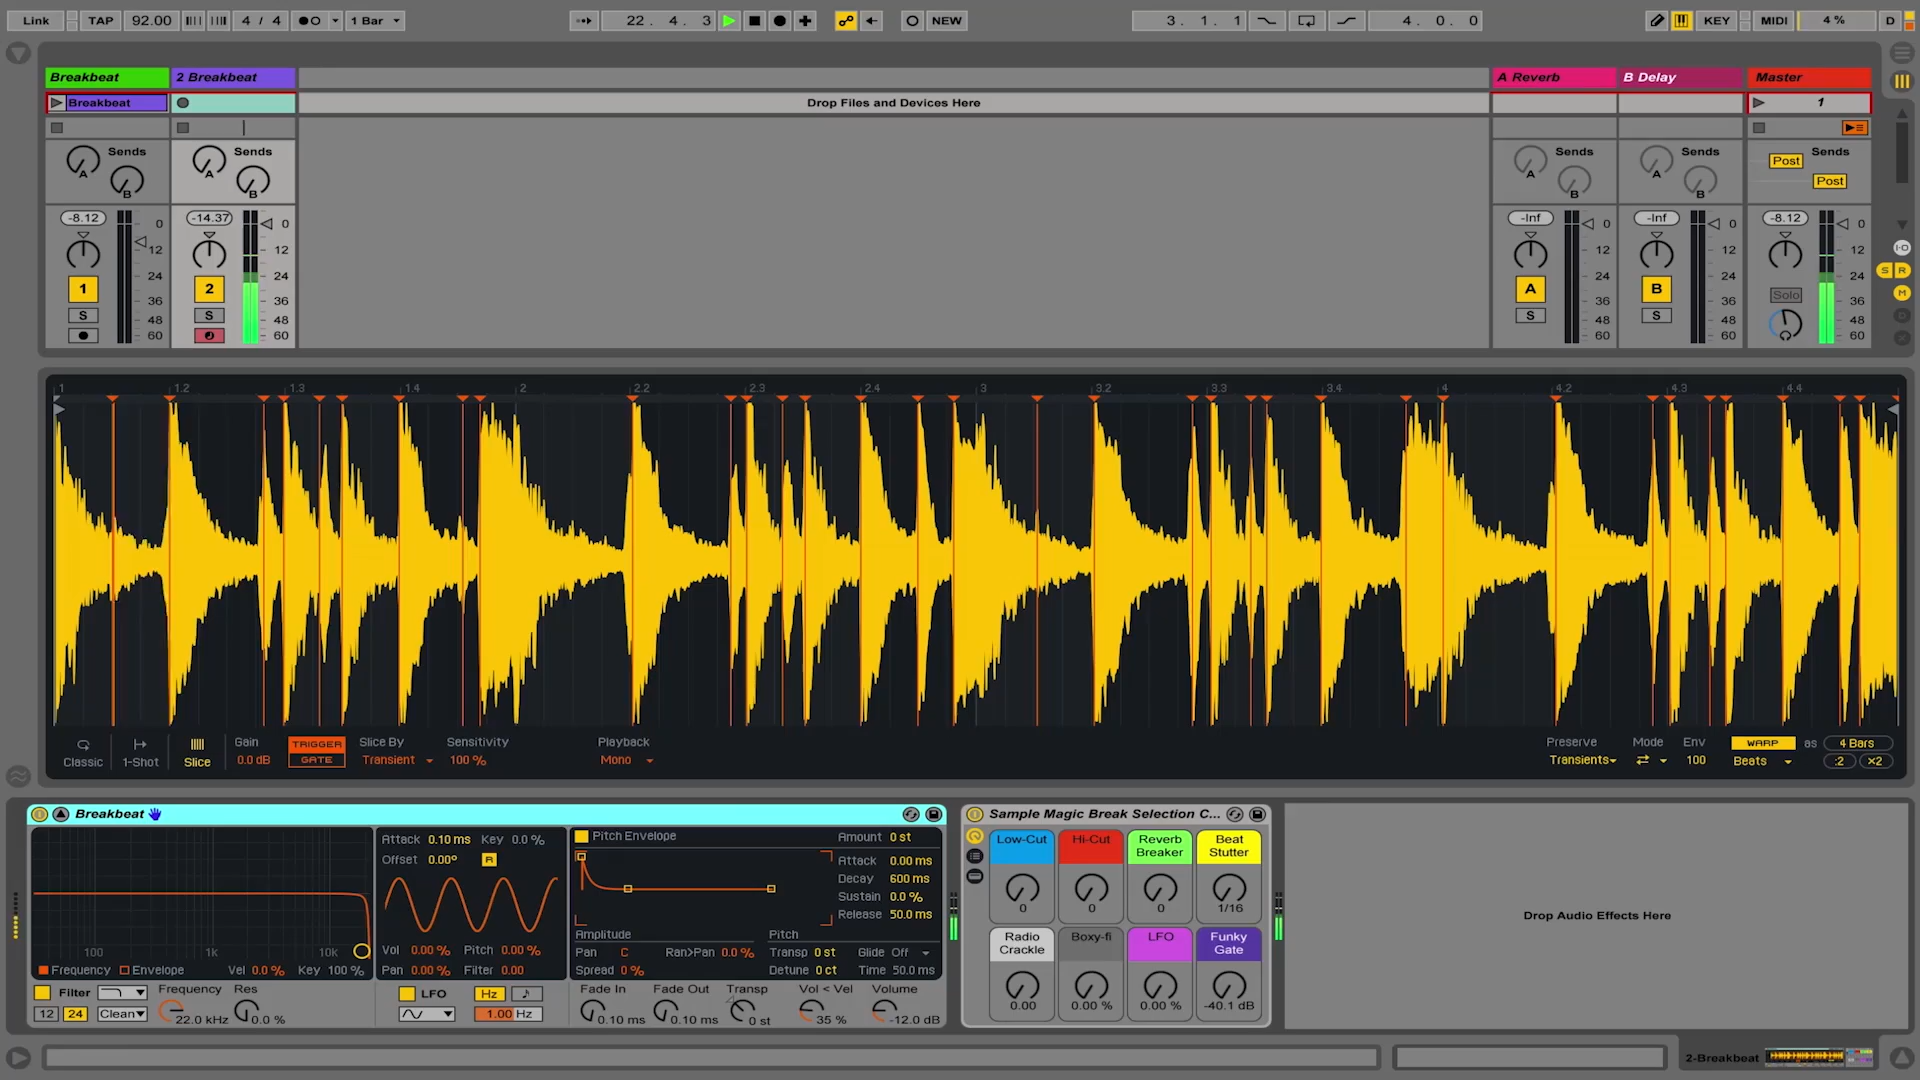 Link TAP 92.00 4 / 4 1 Bar 22. 4. 3 NEW 3. 1. 1 4. 0. 0 KEY MIDI 4 % D
Breakbeat 2 Breakbeat A Reverb B Delay Master
Breakbeat Drop Files and Devices Here 1
Sends Sends Sends Sends Sends
A A A A Post
B B B B Post
-8.12 0 -14.37 0 -Inf 0 -Inf 0 -8.12 0
12 12 12 12 12
24 24 24 24 24
1 2 A B
36 36 36 36 36
Solo
S S S S
48 48 48 48 48
60 60 60 60 60
I·O
S R
M
1 1.2 1.3 1.4 2 2.2 2.3 2.4 3 3.2 3.3 3.4 4 4.2 4.3 4.4
Gain TRIGGER Slice By Sensitivity Playback Preserve Mode Env WARP as 4 Bars
Classic 1-Shot Slice 0.0 dB GATE Transient 100 % Mono Transients 100 Beats :2 ×2
Breakbeat
Attack 0.10 ms Key 0.0 %
Offset 0.00° R
Pitch Envelope Amount 0 st
Attack 0.00 ms
Decay 600 ms
Sustain 0.0 %
Release 50.0 ms
100 1k 10k
Frequency Envelope Vel 0.0 % Key 100 %
Vol 0.00 % Pitch 0.00 %
Pan 0.00 % Filter 0.00
Amplitude Pitch
Pan C Ran>Pan 0.0 % Transp 0 st Glide Off
Spread 0 % Detune 0 ct Time 50.0 ms
Filter Frequency Res LFO Hz Fade In Fade Out Transp Vol < Vel Volume
12 24 Clean 22.0 kHz 0.0 % 1.00 Hz 0.10 ms 0.10 ms 0 st 35 % -12.0 dB
Sample Magic Break Selection C...
Low-Cut Hi-Cut Reverb Breaker Beat Stutter
0 0 0 1/16
Radio Crackle Boxy-fi LFO Funky Gate
0.00 0.00 % 0.00 % -40.1 dB
Drop Audio Effects Here
2-Breakbeat